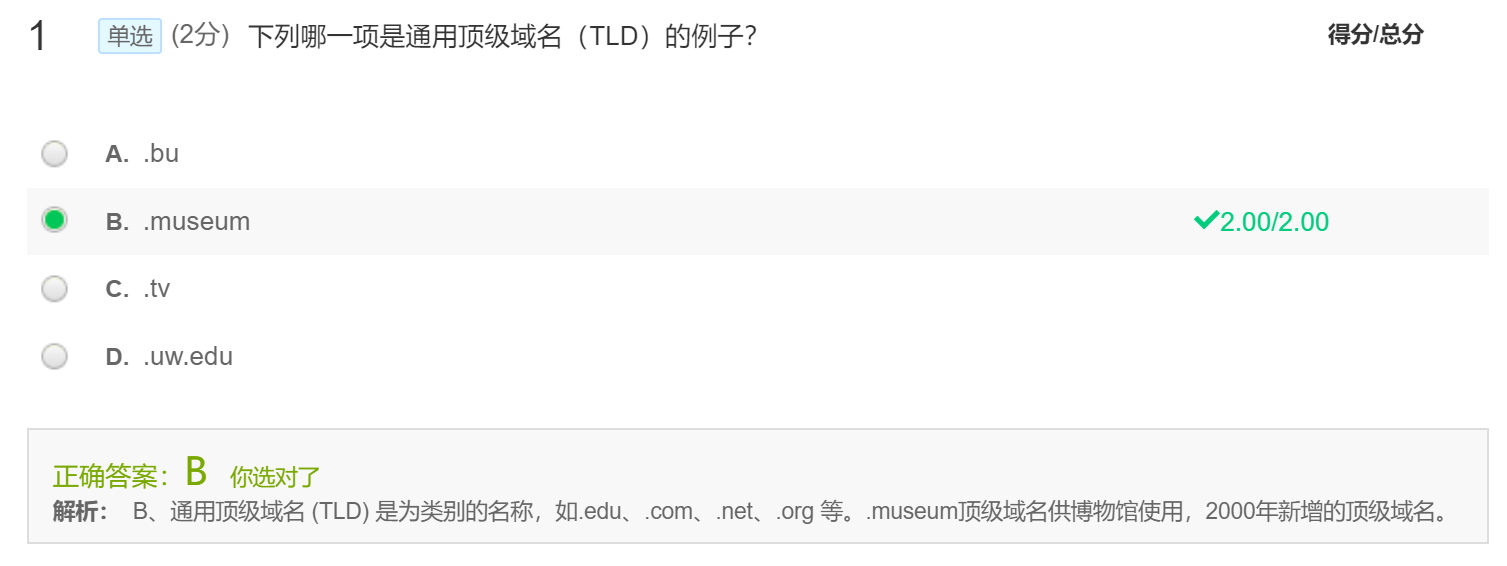 1 单选 (2分) 下列哪一项是通用顶级域名（TLD）的例子？ 得分/总分
A. .bu
B. .museum 2.00/2.00
C. .tv
D. .uw.edu
正确答案：B 你选对了
解析： B、通用顶级域名 (TLD) 是为类别的名称，如.edu、.com、.net、.org 等。.museum顶级域名供博物馆使用，2000年新增的顶级域名。